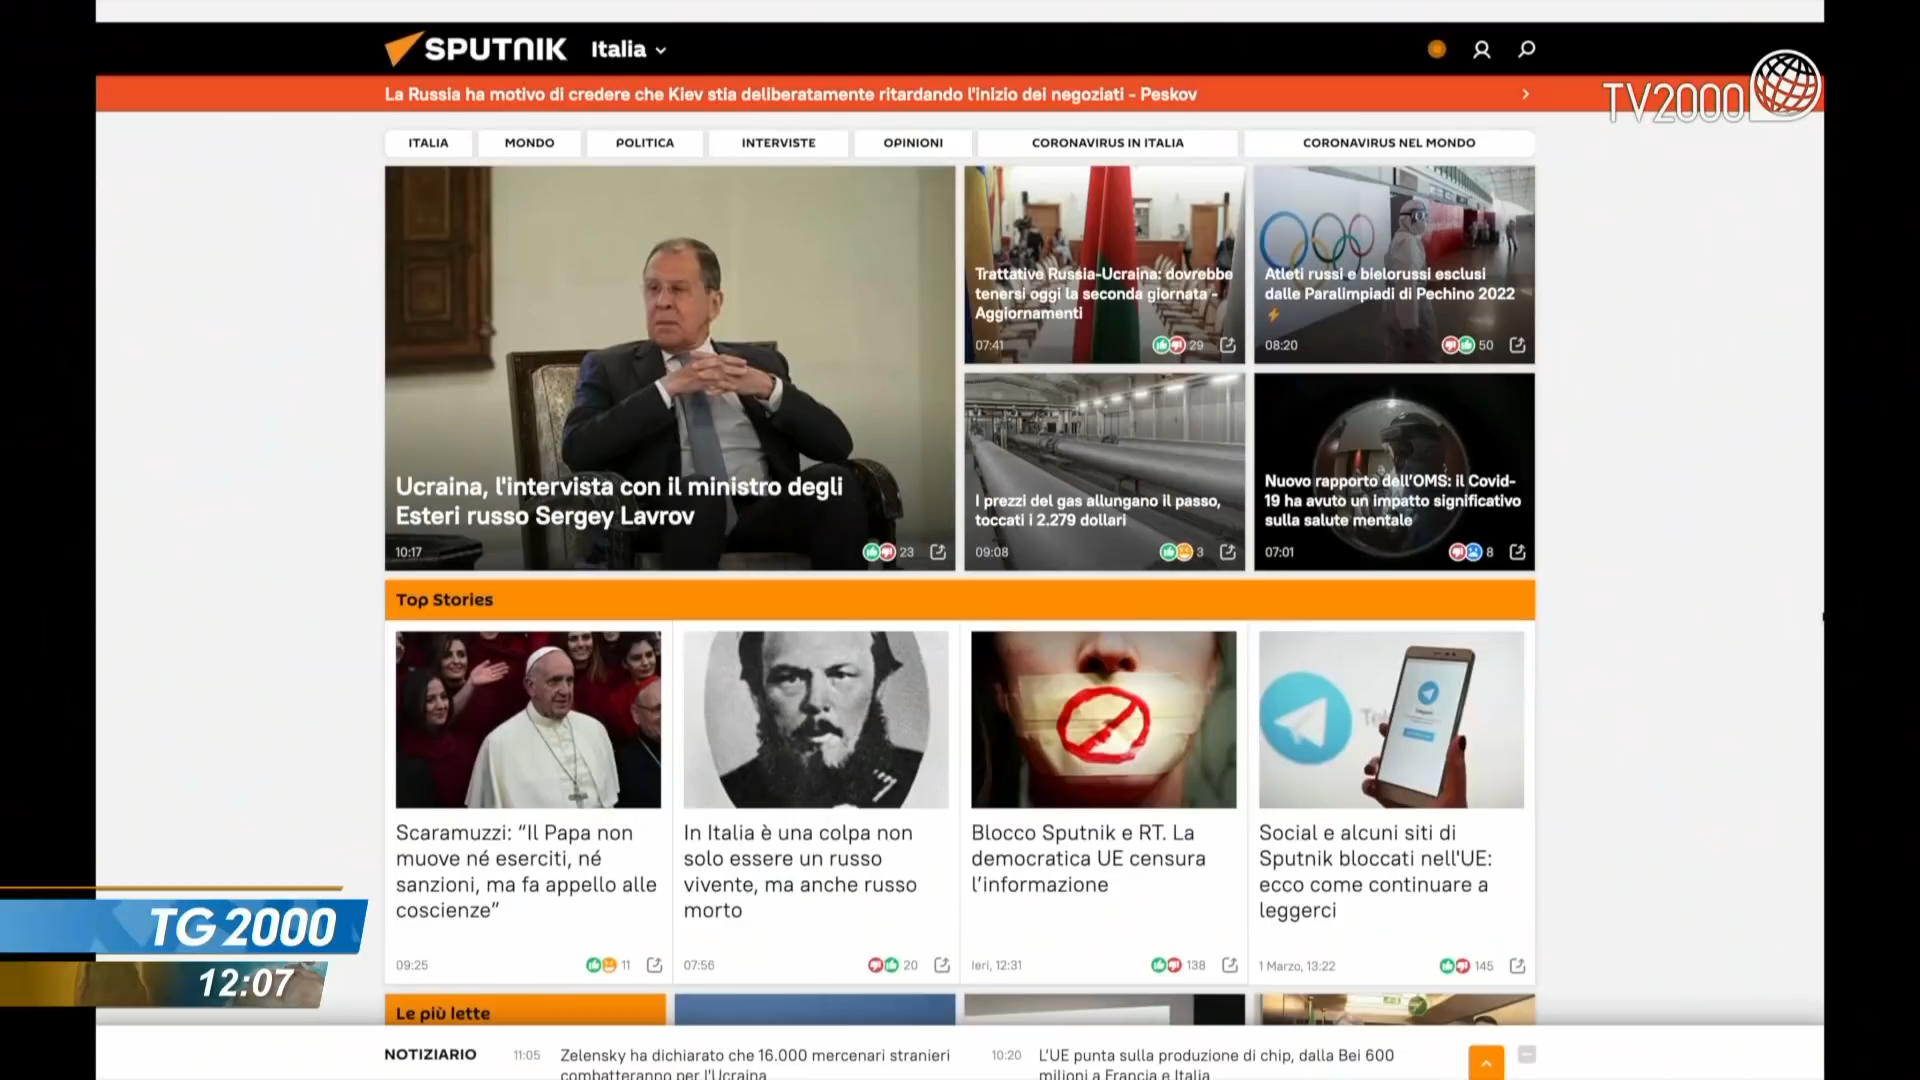 SPUTNIK Italia
La Russia ha motivo di credere che Kiev stia deliberatamente ritardando l'inizio dei negoziati - Peskov
TV2000
ITALIA
MONDO
POLITICA
INTERVISTE
OPINIONI
CORONAVIRUS IN ITALIA
CORONAVIRUS NEL MONDO
Ucraina, l'intervista con il ministro degli
Esteri russo Sergey Lavrov
10:17
23
Trattative Russia-Ucraina: dovrebbe
tenersi oggi la seconda giornata -
Aggiornamenti
07:41
29
Atleti russi e bielorussi esclusi
dalle Paralimpiadi di Pechino 2022
08:20
50
I prezzi del gas allungano il passo,
toccati i 2.279 dollari
09:08
3
Nuovo rapporto dell'OMS: il Covid-
19 ha avuto un impatto significativo
sulla salute mentale
07:01
8
Top Stories
Scaramuzzi: “Il Papa non
muove né eserciti, né
sanzioni, ma fa appello alle
coscienze”
09:25
11
In Italia è una colpa non
solo essere un russo
vivente, ma anche russo
morto
07:56
20
Blocco Sputnik e RT. La
democratica UE censura
l’informazione
Ieri, 12:31
138
Social e alcuni siti di
Sputnik bloccati nell'UE:
ecco come continuare a
leggerci
1 Marzo, 13:22
145
TG 2000
12:07
Le più lette
NOTIZIARIO
11:05
Zelensky ha dichiarato che 16.000 mercenari stranieri
combatteranno per l'Ucraina
10:20
L’UE punta sulla produzione di chip, dalla Bei 600
milioni a Francia e Italia